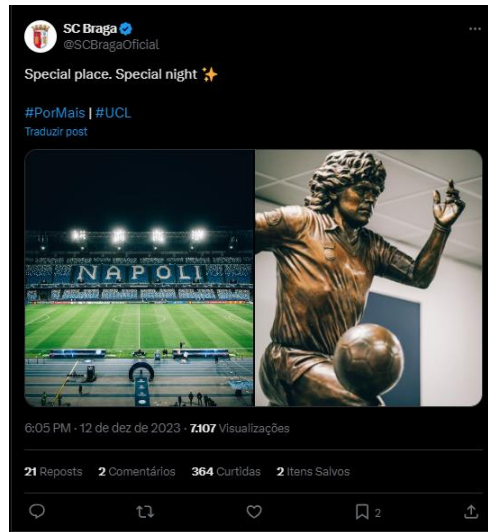 SC Braga
@SCBragaOficial
Special place. Special night ✨
#PorMais | #UCL
Traduzir post
NAPOLI
6:05 PM · 12 de dez de 2023 · 7.107 Visualizações
21 Reposts 2 Comentários 364 Curtidas 2 Itens Salvos
2